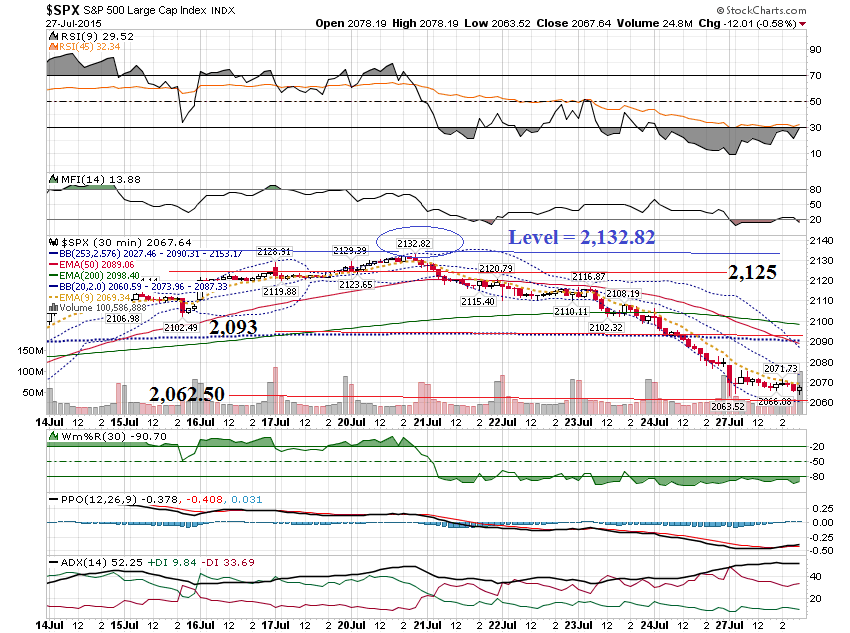 $SPX S&P 500 Large Cap Index INDX
© StockCharts.com
27-Jul-2015
Open 2078.19 High 2078.19 Low 2063.52 Close 2067.64 Volume 24.8M Chg -12.01 (-0.58%)
RSI(9) 29.52
RSI(45) 32.34
90
70
50
30
10
MFI(14) 13.88
80
50
20
$SPX (30 min) 2067.64
BB(253,2.576) 2027.46 - 2090.31 - 2153.17
EMA(50) 2089.06
EMA(200) 2098.40
BB(20,2.0) 2060.59 - 2073.96 - 2087.33
EMA(9) 2069.34
Volume 100,586,888
2128.91
2129.39
2132.82
Level = 2,132.82
2,125
2120.79
2116.87
2119.88
2123.65
2115.40
2108.19
2110.11
2106.98
2102.49
2,093
2102.32
2071.73
2,062.50
2063.52
2066.08
2140
2130
2120
2110
2100
2090
2080
2070
2060
150M
100M
50M
14Jul 12 2 15Jul 12 2 16Jul 12 2 17Jul 12 2 20Jul 12 2 21Jul 12 2 22Jul 12 2 23Jul 12 2 24Jul 12 2 27Jul 12 2
Wm%R(30) -90.70
-20
-50
-80
PPO(12,26,9) -0.378, -0.408, 0.031
0.25
0.00
-0.25
-0.50
ADX(14) 52.25 +DI 9.84 -DI 33.69
40
20
14Jul 12 2 15Jul 12 2 16Jul 12 2 17Jul 12 2 20Jul 12 2 21Jul 12 2 22Jul 12 2 23Jul 12 2 24Jul 12 2 27Jul 12 2